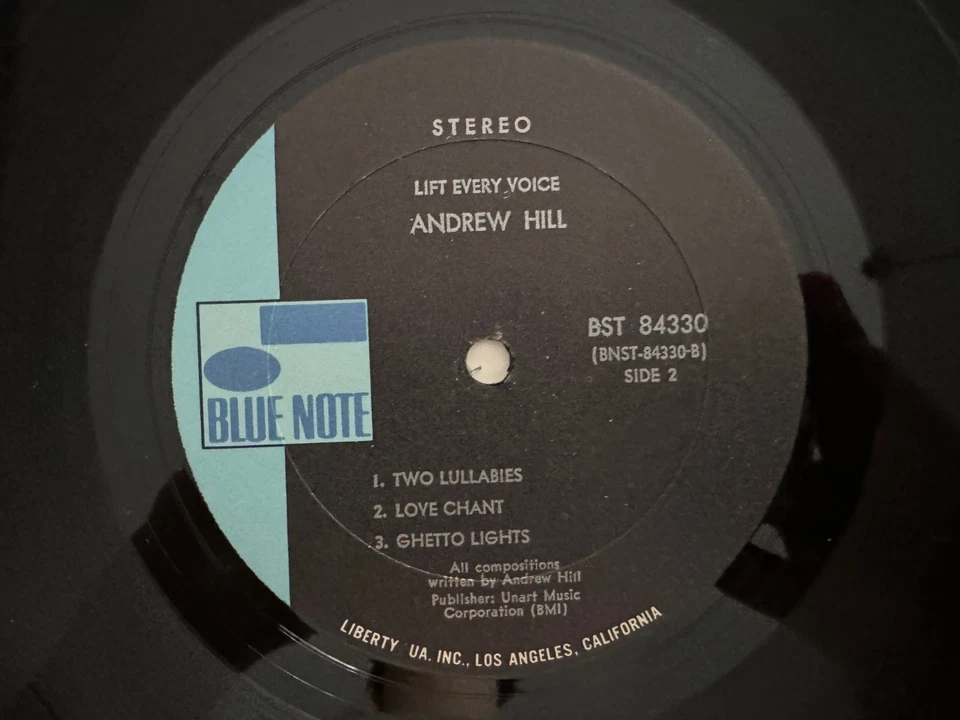 STEREO
LIFT EVERY VOICE
ANDREW HILL
BST 84330
(BNST-84330-B)
SIDE 2
BLUE NOTE
1. TWO LULLABIES
2. LOVE CHANT
3. GHETTO LIGHTS
All compositions
written by Andrew Hill
Publisher: Unart Music
Corporation (BMI)
LIBERTY UA. INC., LOS ANGELES, CALIFORNIA